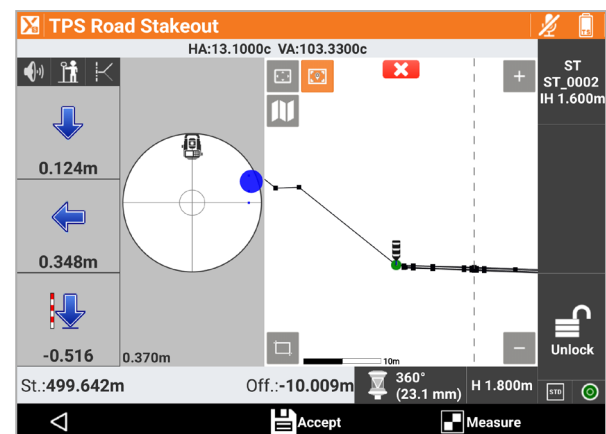 TPS Road Stakeout
HA:13.1000c VA:103.3300c
ST
ST_0002
IH 1.600m
0.124m
0.348m
-0.516
0.370m
10m
Unlock
St.:499.642m
Off.:-10.009m
360°
(23.1 mm)
H 1.800m
STD
Accept
Measure